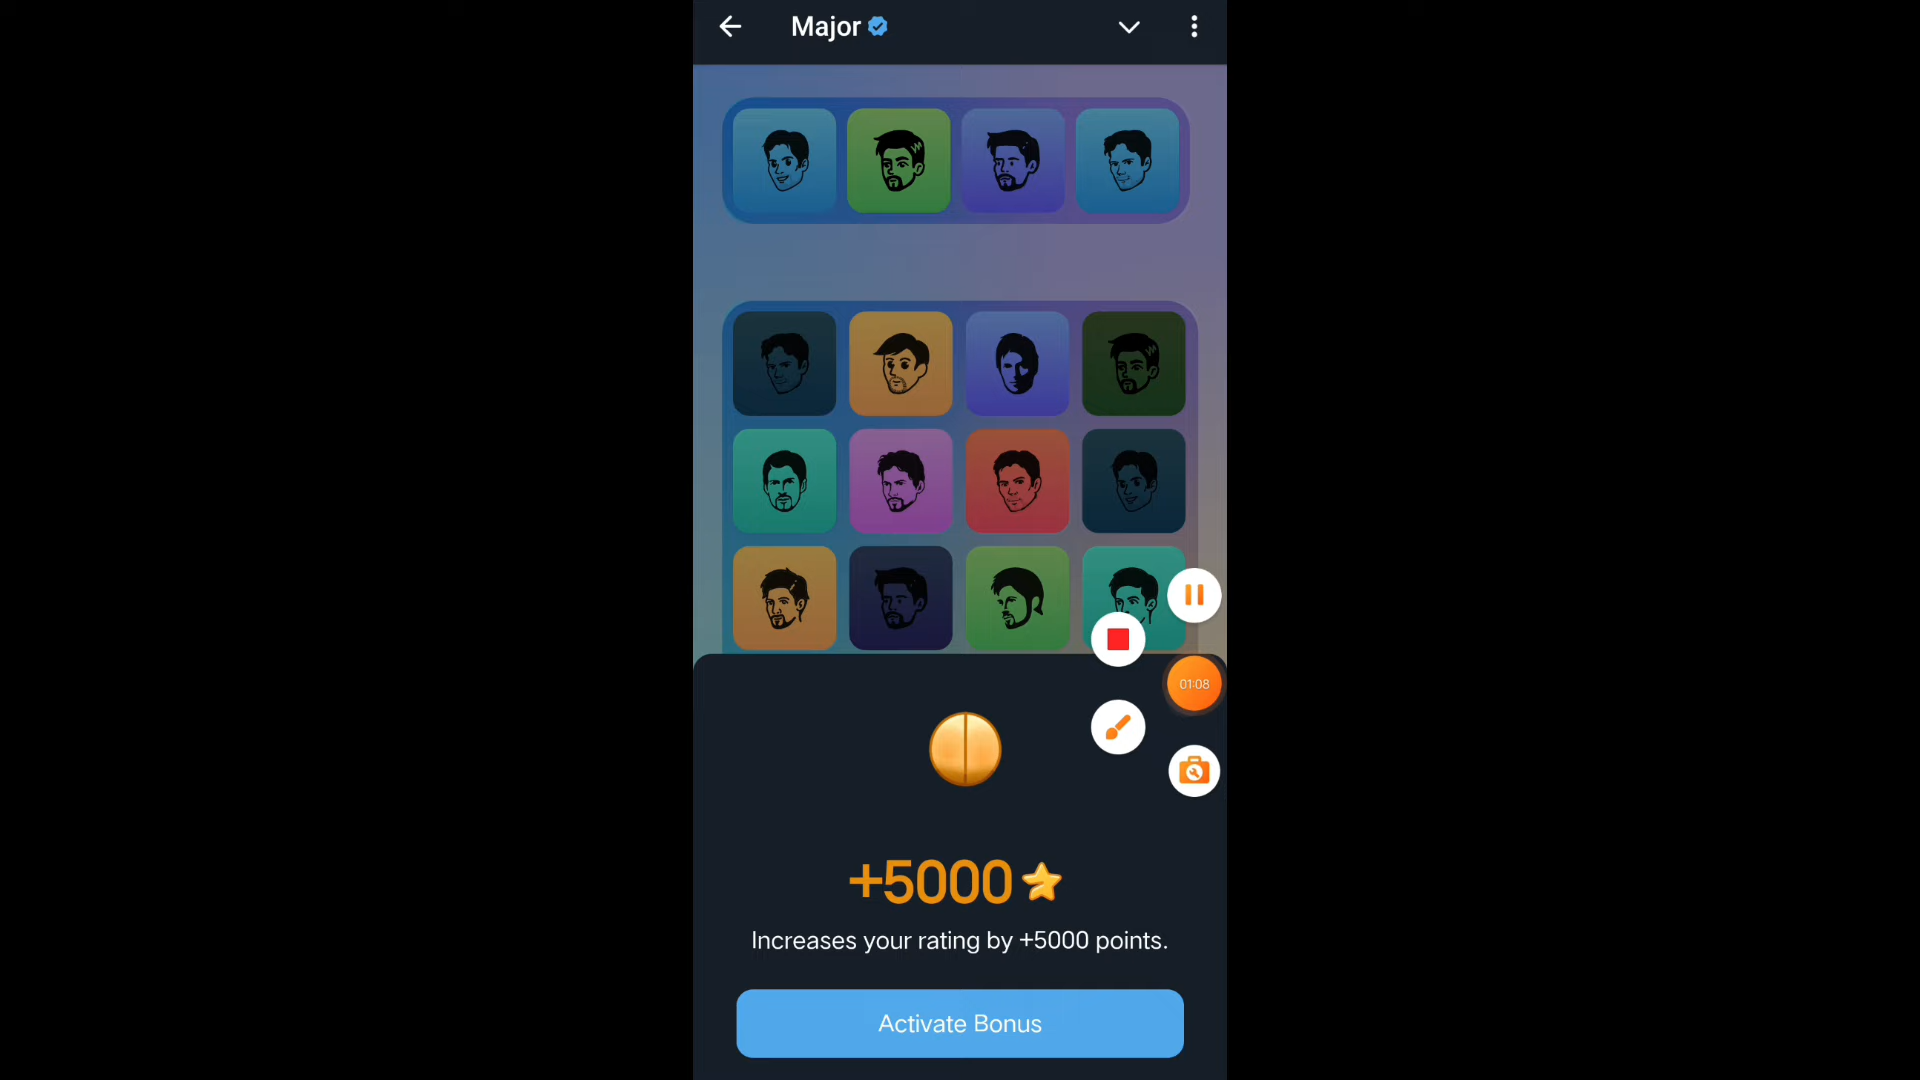 Major
01:08
+5000
Increases your rating by +5000 points.
Activate Bonus